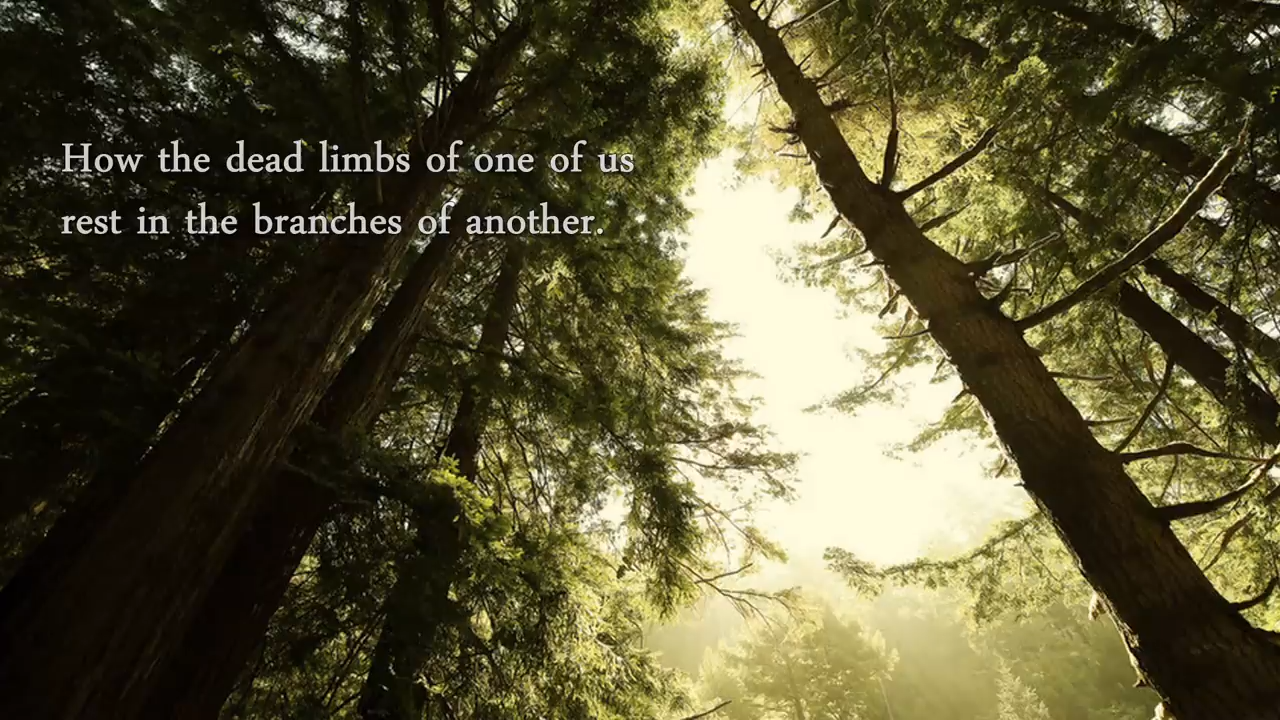 How the dead limbs of one of us
rest in the branches of another.